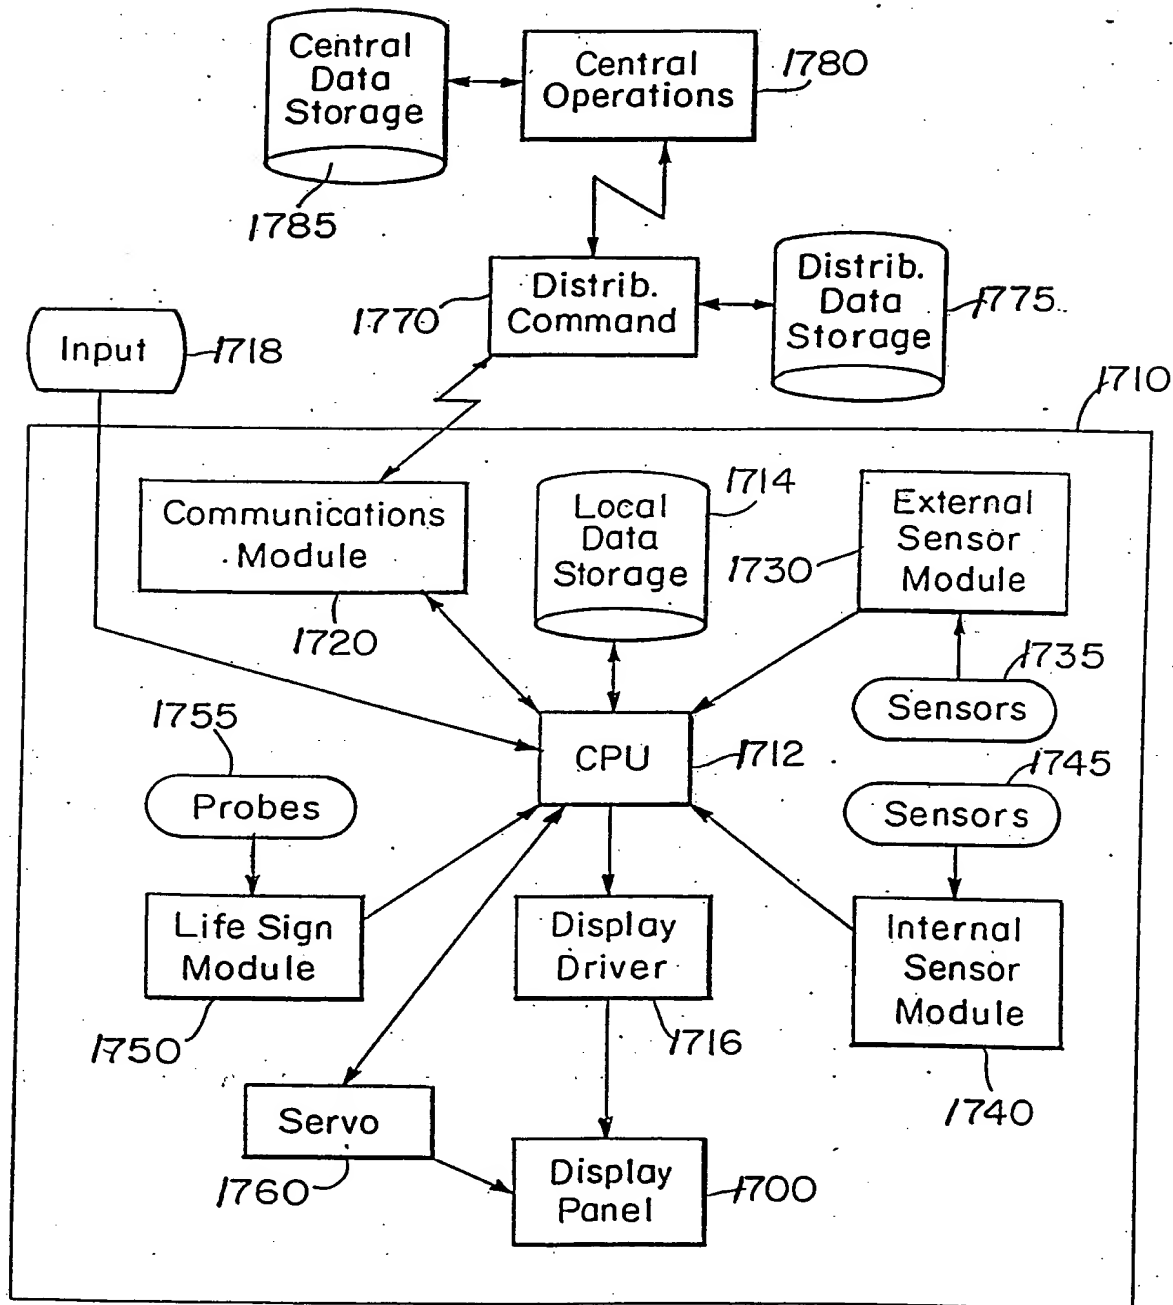 Central
Data
Storage
1785
Central
Operations
1780
Distrib.
Command
1770
Distrib.
Data
Storage
1775
Input
1718
1710
Communications
Module
1720
Local
Data
Storage
1714
External
Sensor
Module
1730
Sensors
1735
CPU
1712
Probes
1755
Sensors
1745
Life Sign
Module
1750
Display
Driver
1716
Internal
Sensor
Module
1740
Servo
1760
Display
Panel
1700